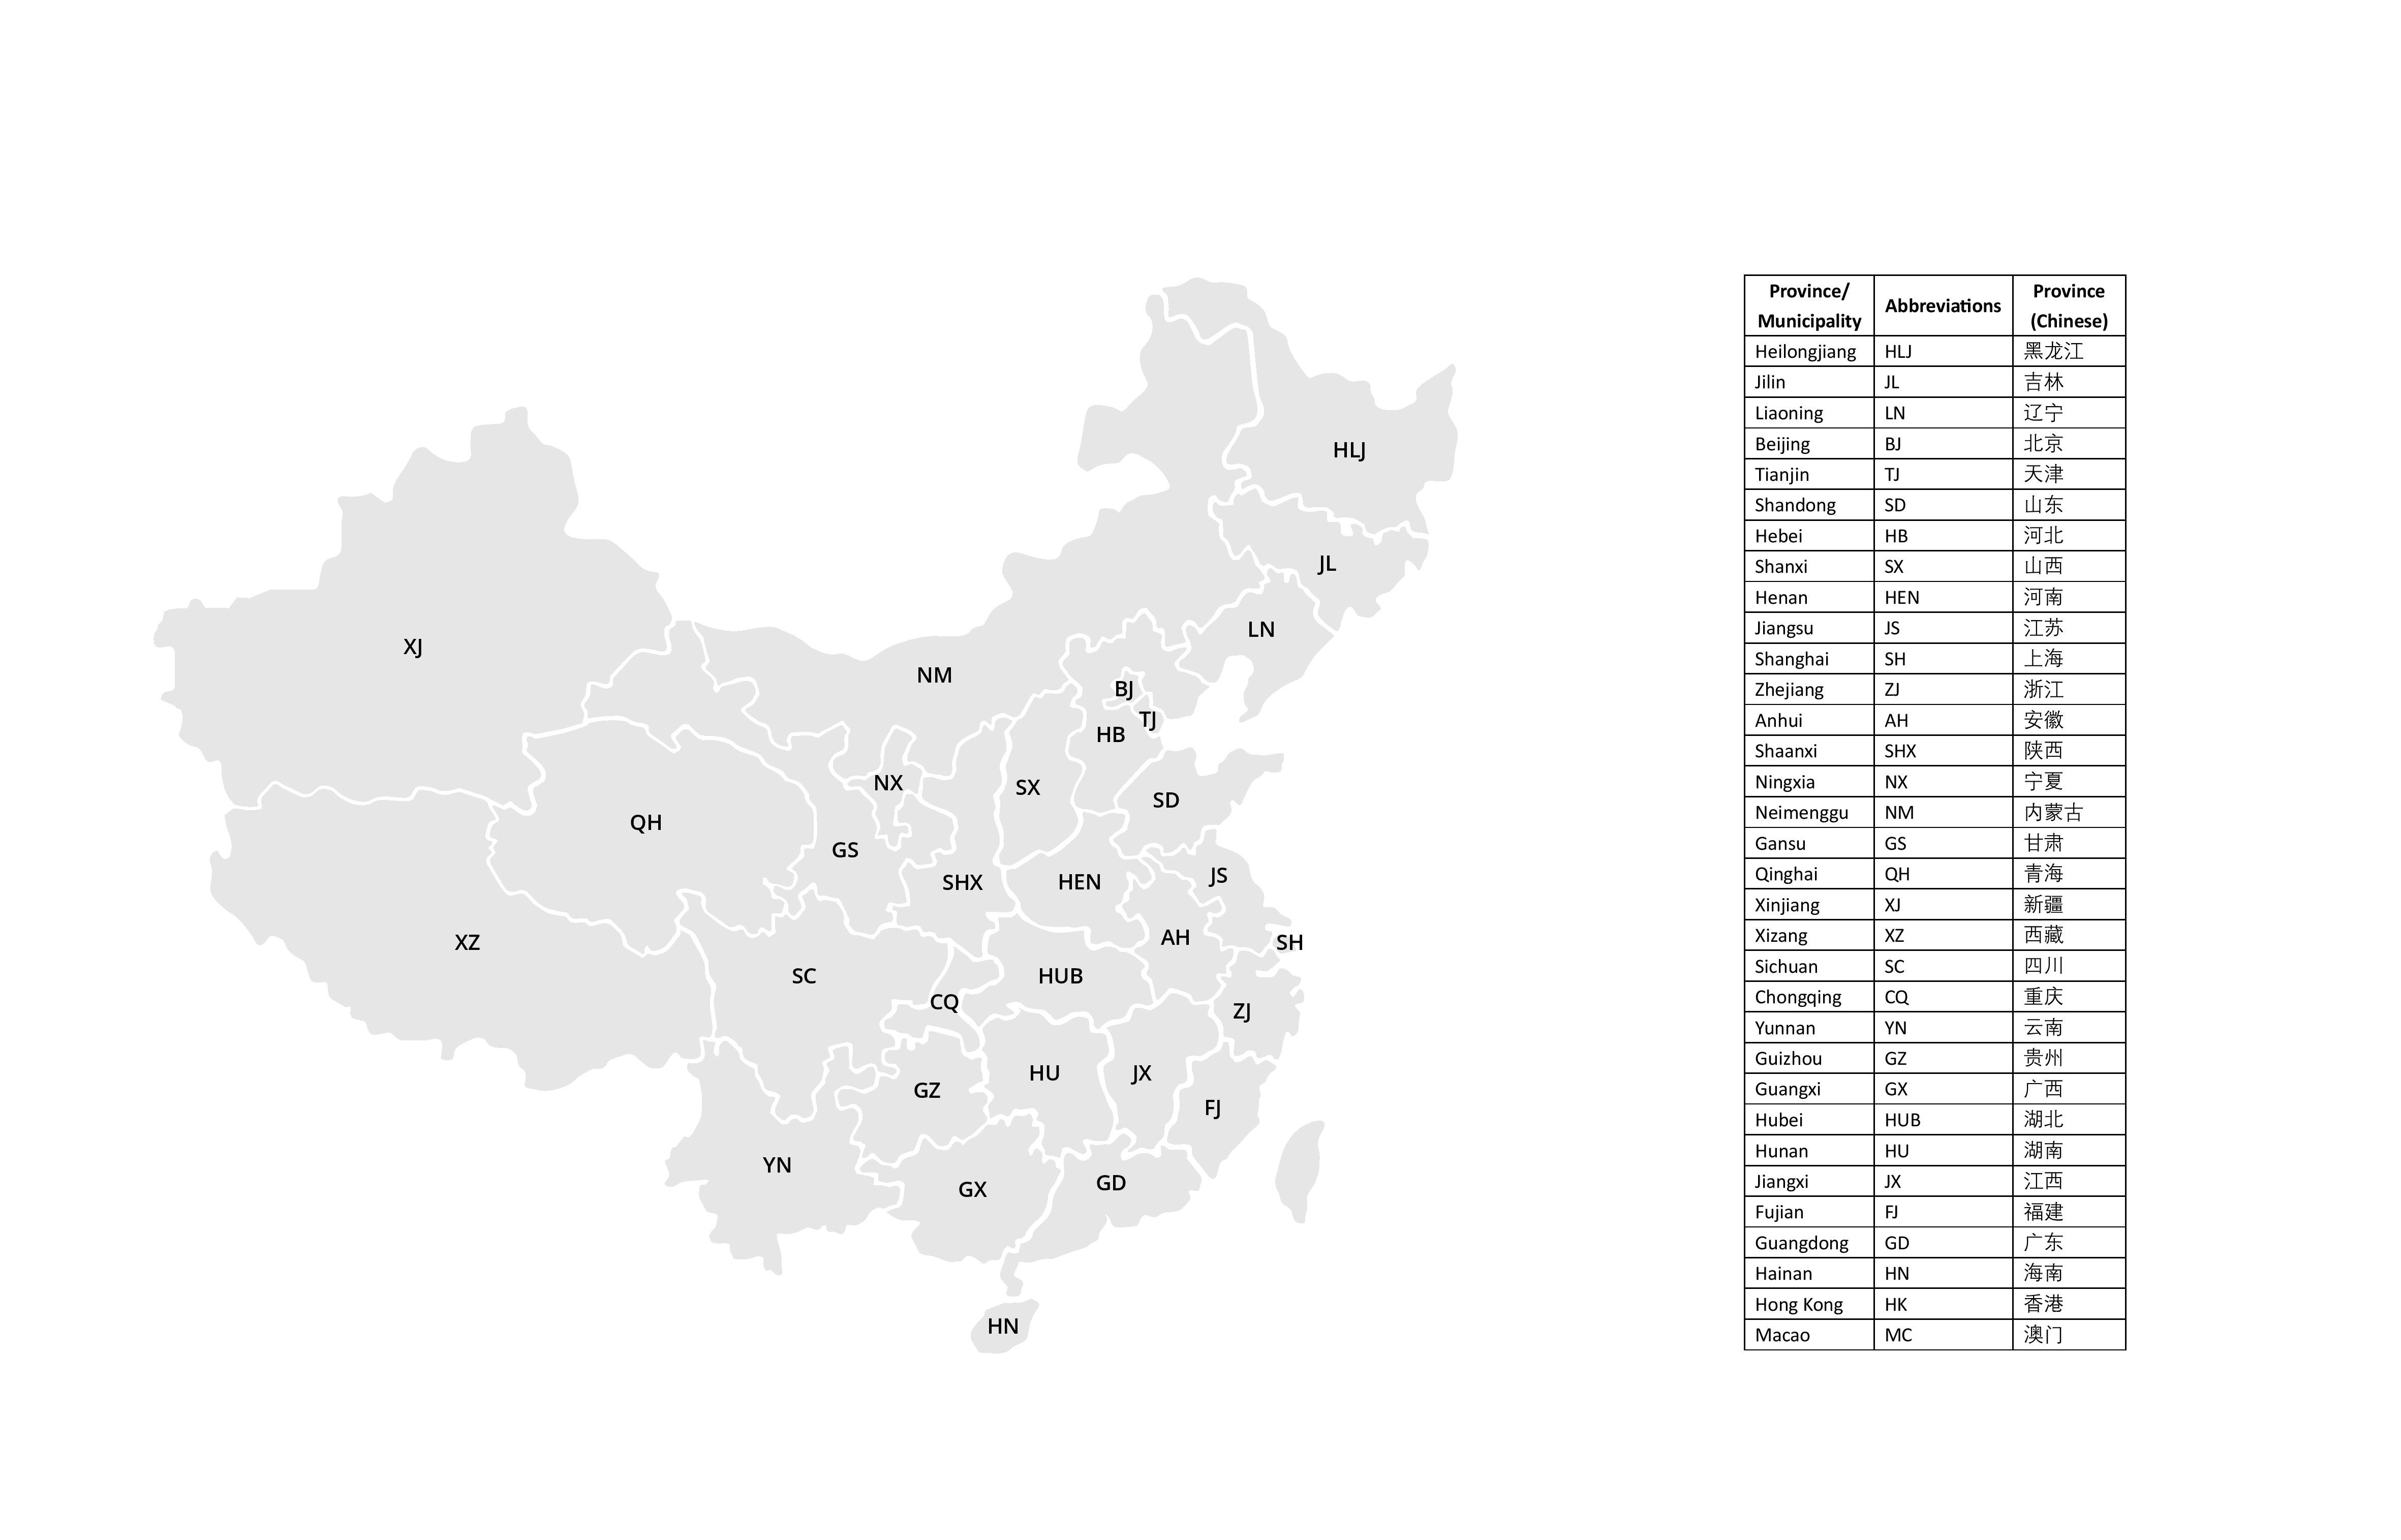 HLJ
JL
LN
XJ
NM
BJ
TJ
HB
NX
SX
SD
QH
GS
SHX
HEN
JS
XZ
AH
SH
SC
HUB
CQ
ZJ
HU
JX
GZ
FJ
YN
GX
GD
HN
Province/ Abbreviations Province
Municipality (Chinese)
Heilongjiang HLJ 黑龙江
Jilin JL 吉林
Liaoning LN 辽宁
Beijing BJ 北京
Tianjin TJ 天津
Shandong SD 山东
Hebei HB 河北
Shanxi SX 山西
Henan HEN 河南
Jiangsu JS 江苏
Shanghai SH 上海
Zhejiang ZJ 浙江
Anhui AH 安徽
Shaanxi SHX 陕西
Ningxia NX 宁夏
Neimenggu NM 内蒙古
Gansu GS 甘肃
Qinghai QH 青海
Xinjiang XJ 新疆
Xizang XZ 西藏
Sichuan SC 四川
Chongqing CQ 重庆
Yunnan YN 云南
Guizhou GZ 贵州
Guangxi GX 广西
Hubei HUB 湖北
Hunan HU 湖南
Jiangxi JX 江西
Fujian FJ 福建
Guangdong GD 广东
Hainan HN 海南
Hong Kong HK 香港
Macao MC 澳门